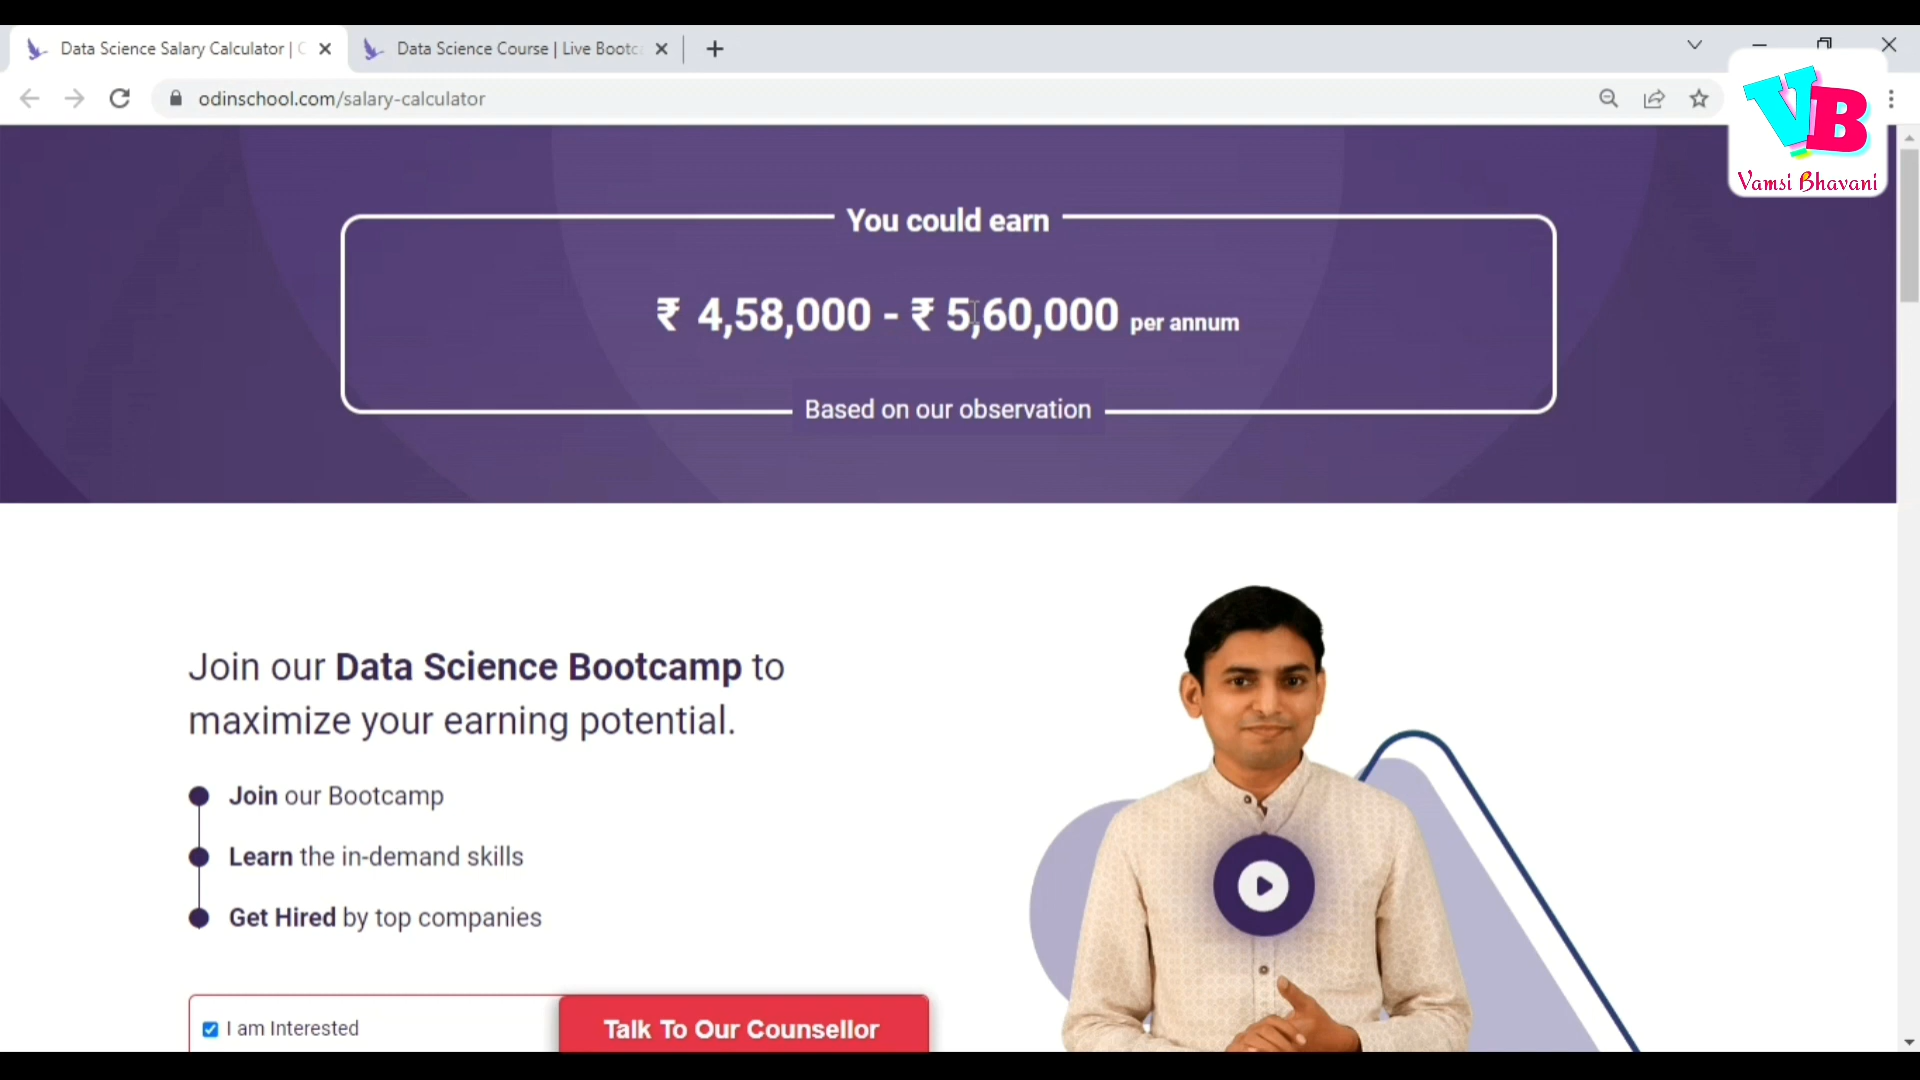 Data Science Salary Calculator | C
Data Science Course | Live Bootc
odinschool.com/salary-calculator
VB
Vamsi Bhavani
You could earn
₹ 4,58,000 - ₹ 5,60,000 per annum
Based on our observation
Join our Data Science Bootcamp to
maximize your earning potential.
Join our Bootcamp
Learn the in-demand skills
Get Hired by top companies
I am Interested
Talk To Our Counsellor